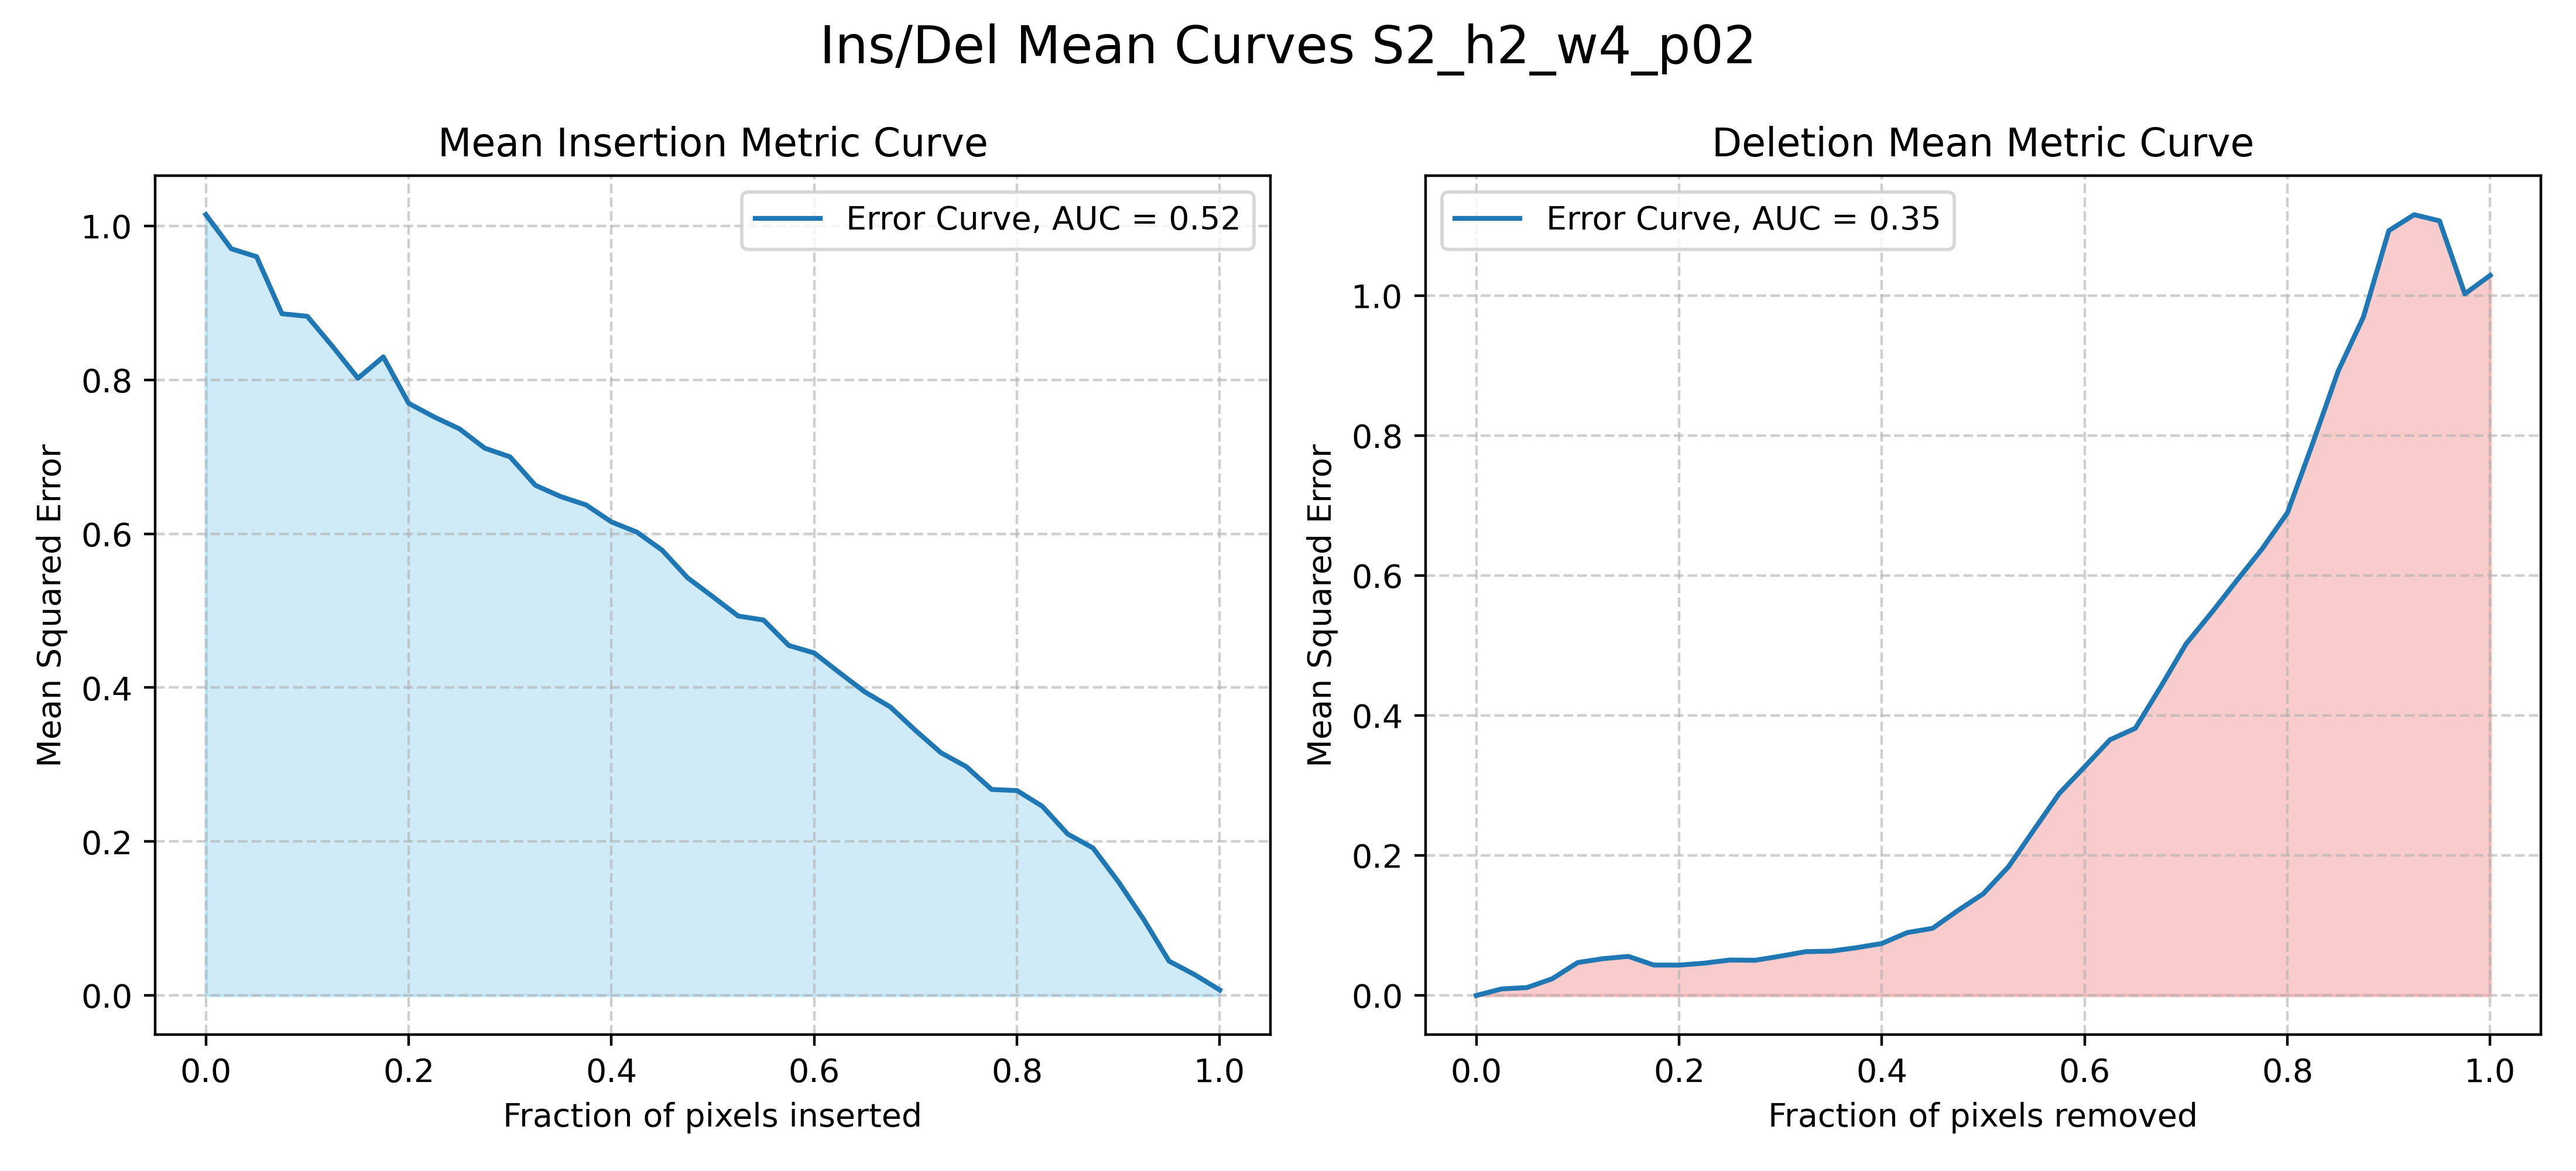 Ins/Del Mean Curves S2_h2_w4_p02
Mean Insertion Metric Curve
Error Curve, AUC = 0.52
Mean Squared Error
1.0
0.8
0.6
0.4
0.2
0.0
0.0 0.2 0.4 0.6 0.8 1.0
Fraction of pixels inserted
Deletion Mean Metric Curve
Error Curve, AUC = 0.35
Mean Squared Error
1.0
0.8
0.6
0.4
0.2
0.0
0.0 0.2 0.4 0.6 0.8 1.0
Fraction of pixels removed